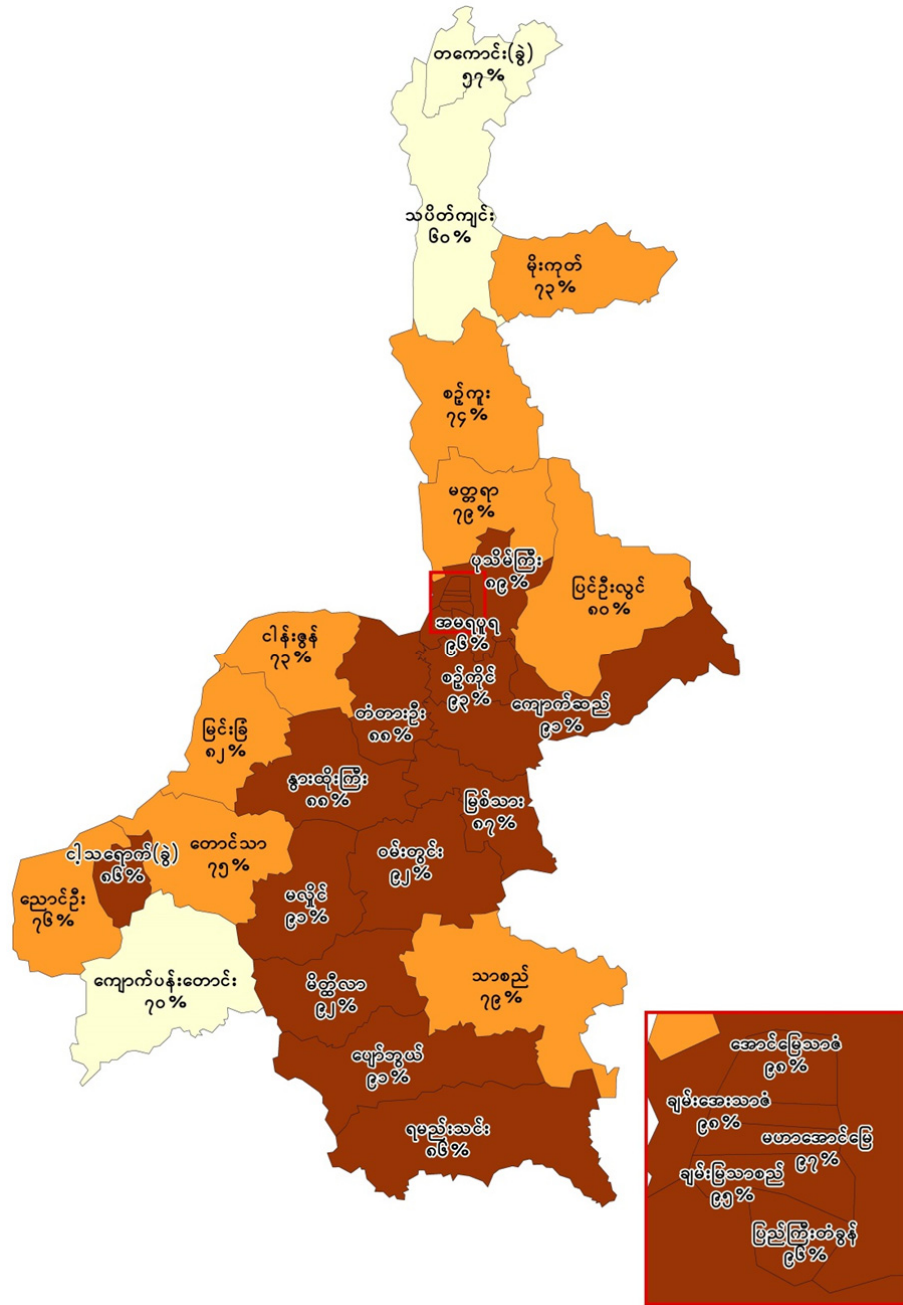 တကောင်း(ခွဲ)
၅၇%
သပိတ်ကျင်း
၆၀%
မိုးကုတ်
၇၃%
စဉ့်ကူး
၇၄%
မတ္တရာ
၇၉%
ပုသိမ်ကြီး
၈၉%
ပြင်ဦးလွင်
၈၀%
အမရပူရ
၉၆%
ငါန်းဇွန်
၇၃%
စဉ့်ကိုင်
၉၃%
ကျောက်ဆည်
၉၁%
တံတားဦး
၈၈%
မြင်းခြံ
၈၂%
နွားထိုးကြီး
၈၈%
မြစ်သား
၈၇%
တောင်သာ
၇၅%
ငါ့သရောက်(ခွဲ)
၈၆%
ဝမ်းတွင်း
၉၂%
မလှိုင်
၉၁%
ညောင်ဦး
၇၆%
ကျောက်ပန်းတောင်း
၇၀%
မိတ္ထီလာ
၉၂%
သာစည်
၇၉%
ပျော်ဘွယ်
၉၁%
ရမည်းသင်း
၈၆%
အောင်မြေသာဇံ
၉၈%
ချမ်းအေးသာဇံ
၉၈%
မဟာအောင်မြေ
၉၇%
ချမ်းမြသာစည်
၉၅%
ပြည်ကြီးတံခွန်
၉၆%